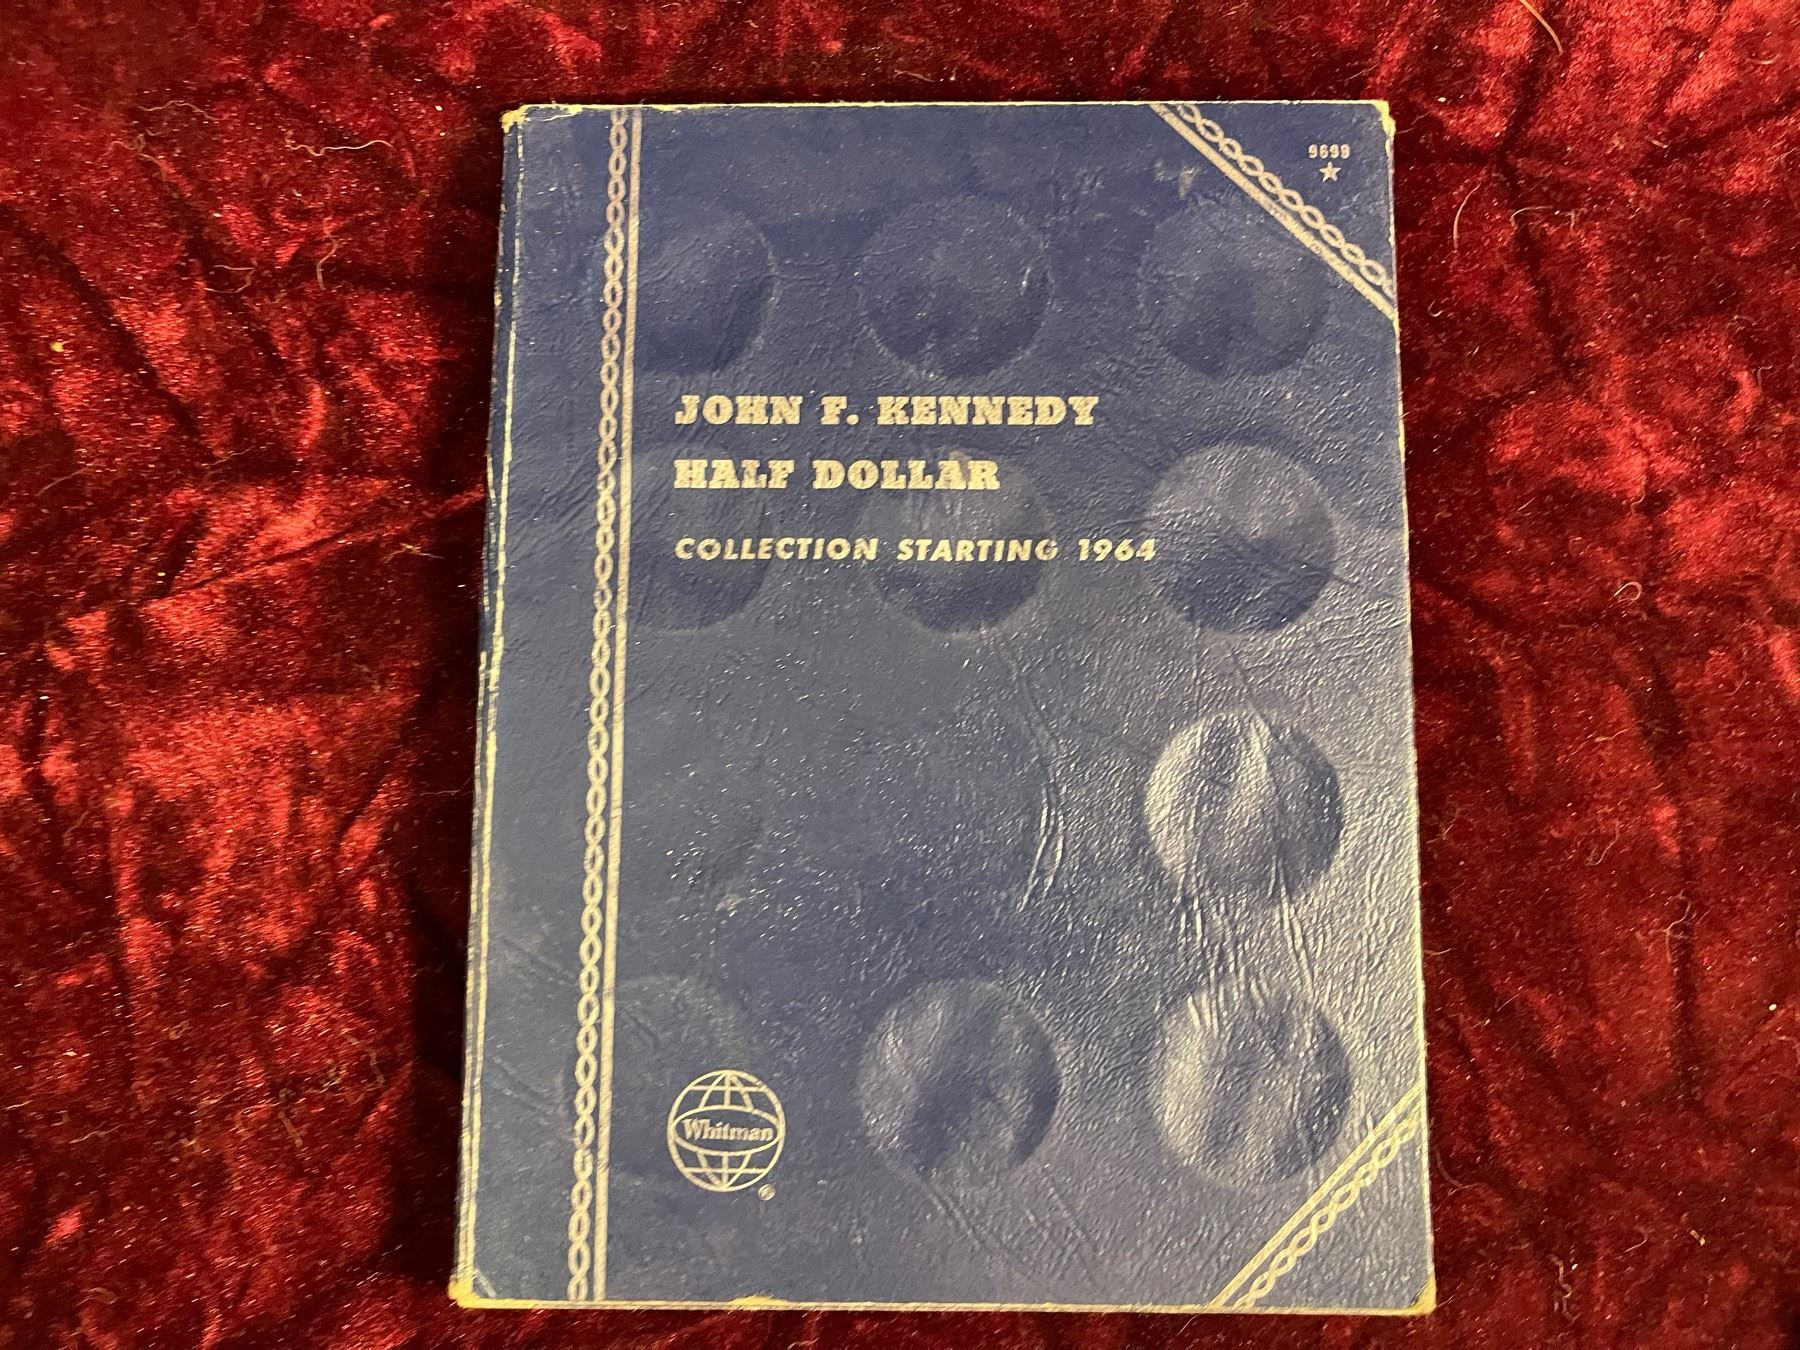 9699
★
JOHN F. KENNEDY
HALF DOLLAR
COLLECTION STARTING 1964
Whitman
®